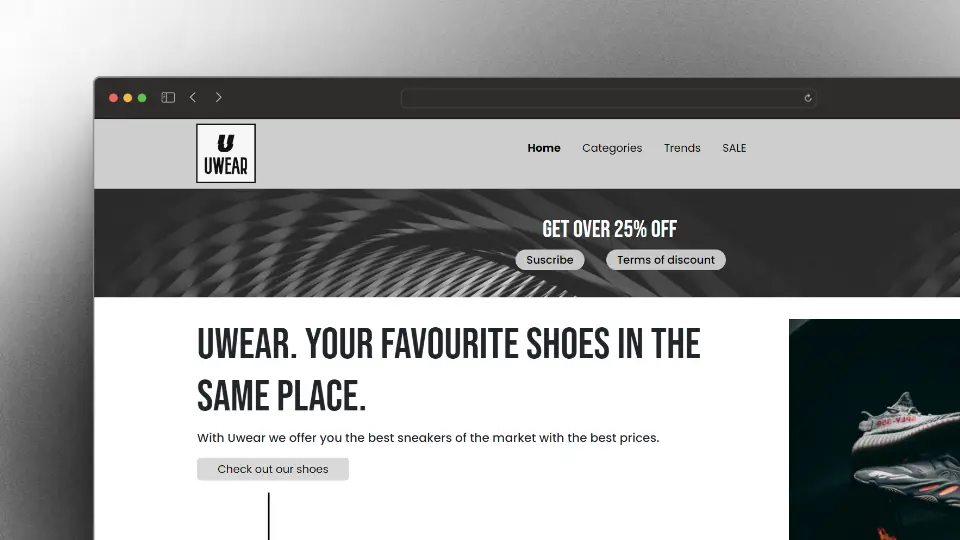 U
UWEAR
Home Categories Trends SALE
GET OVER 25% OFF
Suscribe Terms of discount
UWEAR. YOUR FAVOURITE SHOES IN THE
SAME PLACE.
With Uwear we offer you the best sneakers of the market with the best prices.
Check out our shoes